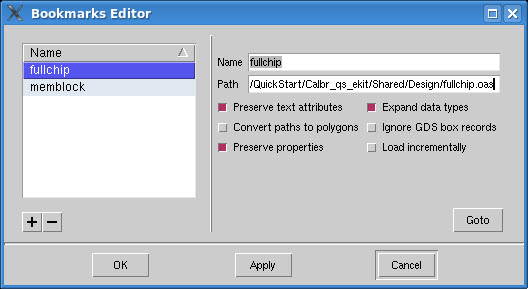 Bookmarks Editor
Name
fullchip
memblock
Name fullchip
Path /QuickStart/Calbr_qs_ekit/Shared/Design/fullchip.oas
Preserve text attributes Expand data types
Convert paths to polygons Ignore GDS box records
Preserve properties Load incrementally
Goto
OK Apply Cancel